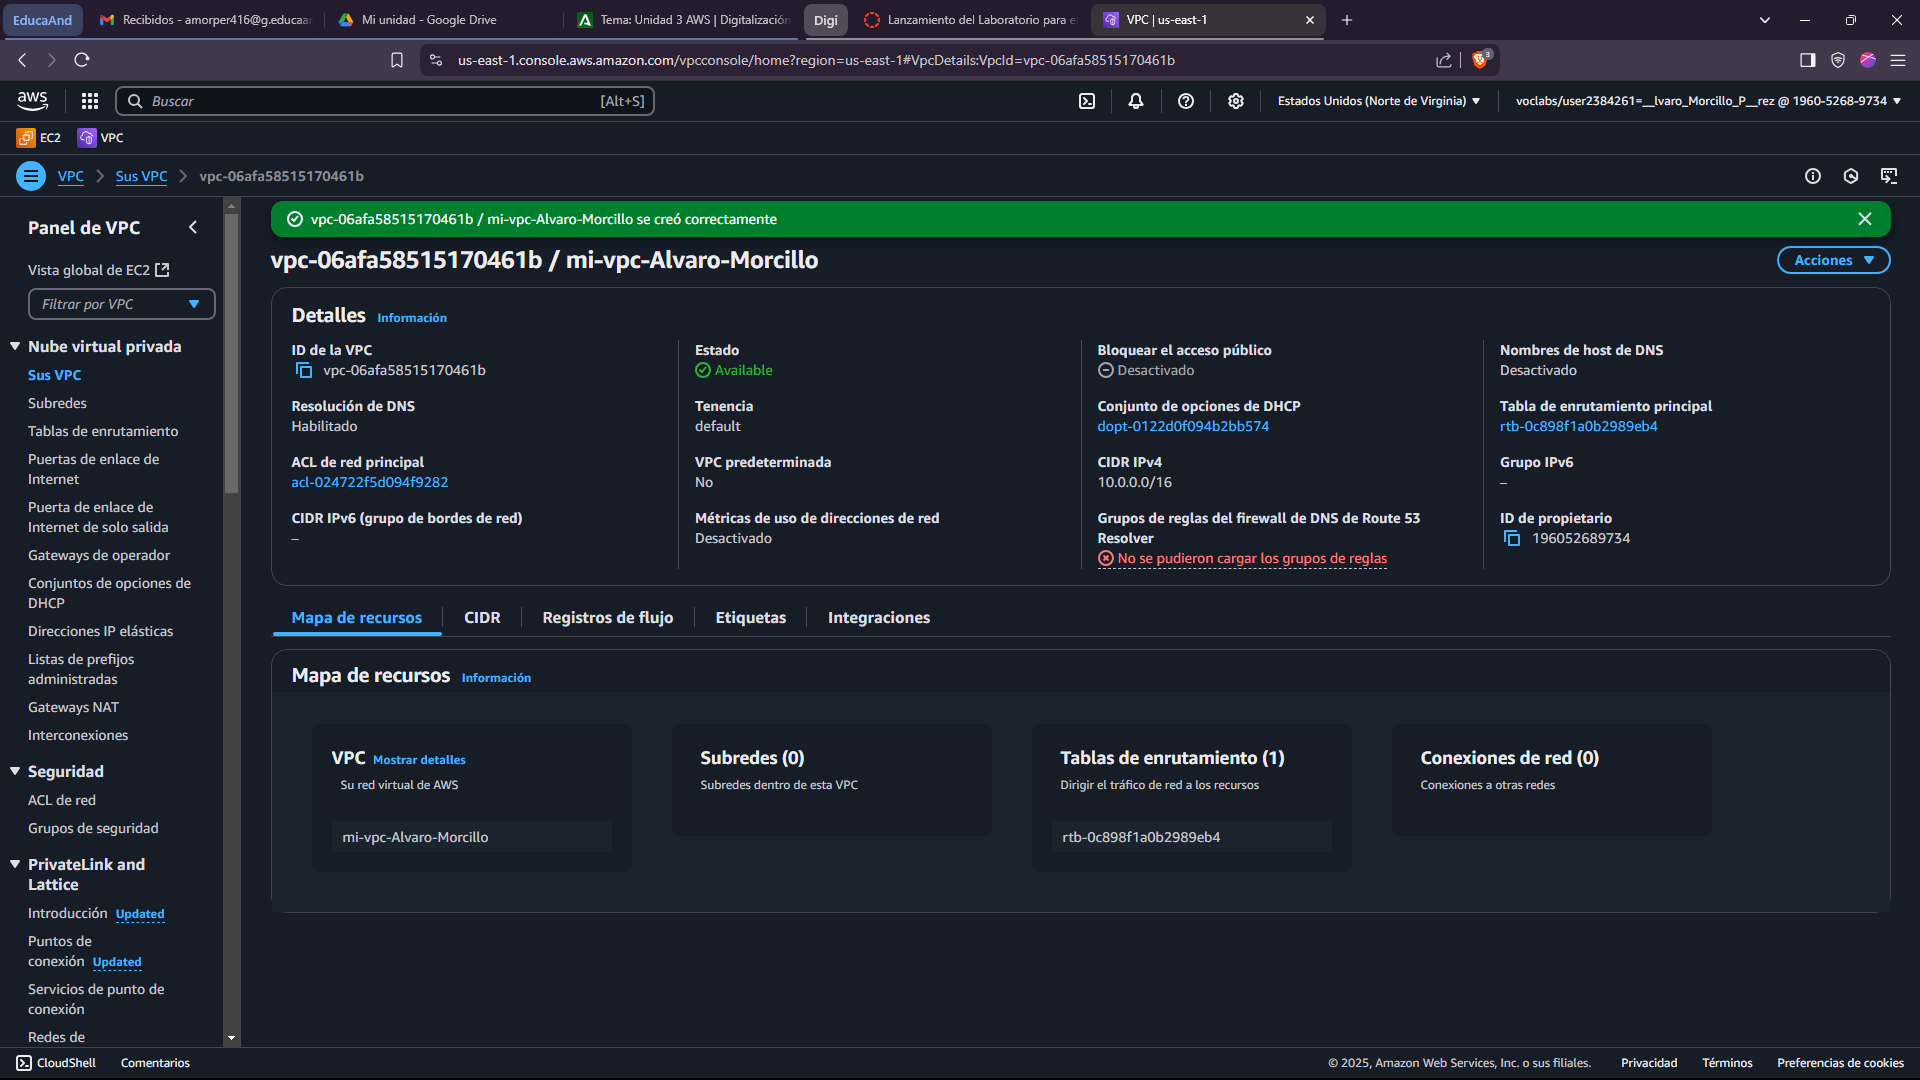 EducaAnd
Recibidos - amorper416@g.educaan
Mi unidad - Google Drive
Tema: Unidad 3 AWS | Digitalización
Digi
Lanzamiento del Laboratorio para e
VPC | us-east-1
us-east-1.console.aws.amazon.com/vpcconsole/home?region=us-east-1#VpcDetails:VpcId=vpc-06afa58515170461b
3
aws
Buscar
[Alt+S]
Estados Unidos (Norte de Virginia)
voclabs/user2384261=__lvaro_Morcillo_P__rez @ 1960-5268-9734
EC2
VPC
VPC
Sus VPC
vpc-06afa58515170461b
Panel de VPC
Vista global de EC2
Filtrar por VPC
Nube virtual privada
Sus VPC
Subredes
Tablas de enrutamiento
Puertas de enlace de
Internet
Puerta de enlace de
Internet de solo salida
Gateways de operador
Conjuntos de opciones de
DHCP
Direcciones IP elásticas
Listas de prefijos
administradas
Gateways NAT
Interconexiones
Seguridad
ACL de red
Grupos de seguridad
PrivateLink and
Lattice
Introducción Updated
Puntos de
conexión Updated
Servicios de punto de
conexión
Redes de
vpc-06afa58515170461b / mi-vpc-Alvaro-Morcillo se creó correctamente
vpc-06afa58515170461b / mi-vpc-Alvaro-Morcillo
Acciones
Detalles Información
ID de la VPC
vpc-06afa58515170461b
Estado
Available
Bloquear el acceso público
Desactivado
Nombres de host de DNS
Desactivado
Resolución de DNS
Habilitado
Tenencia
default
Conjunto de opciones de DHCP
dopt-0122d0f094b2bb574
Tabla de enrutamiento principal
rtb-0c898f1a0b2989eb4
ACL de red principal
acl-024722f5d094f9282
VPC predeterminada
No
CIDR IPv4
10.0.0.0/16
Grupo IPv6
–
CIDR IPv6 (grupo de bordes de red)
–
Métricas de uso de direcciones de red
Desactivado
Grupos de reglas del firewall de DNS de Route 53
Resolver
No se pudieron cargar los grupos de reglas
ID de propietario
196052689734
Mapa de recursos
CIDR
Registros de flujo
Etiquetas
Integraciones
Mapa de recursos Información
VPC Mostrar detalles
Su red virtual de AWS
mi-vpc-Alvaro-Morcillo
Subredes (0)
Subredes dentro de esta VPC
Tablas de enrutamiento (1)
Dirigir el tráfico de red a los recursos
rtb-0c898f1a0b2989eb4
Conexiones de red (0)
Conexiones a otras redes
CloudShell
Comentarios
© 2025, Amazon Web Services, Inc. o sus filiales.
Privacidad
Términos
Preferencias de cookies